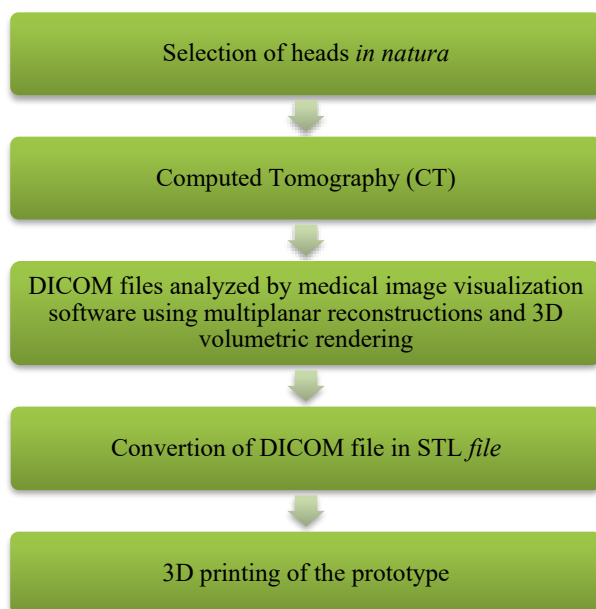 Selection of heads in natura
Computed Tomography (CT)
DICOM files analyzed by medical image visualization
software using multiplanar reconstructions and 3D
volumetric rendering
Convertion of DICOM file in STL file
3D printing of the prototype